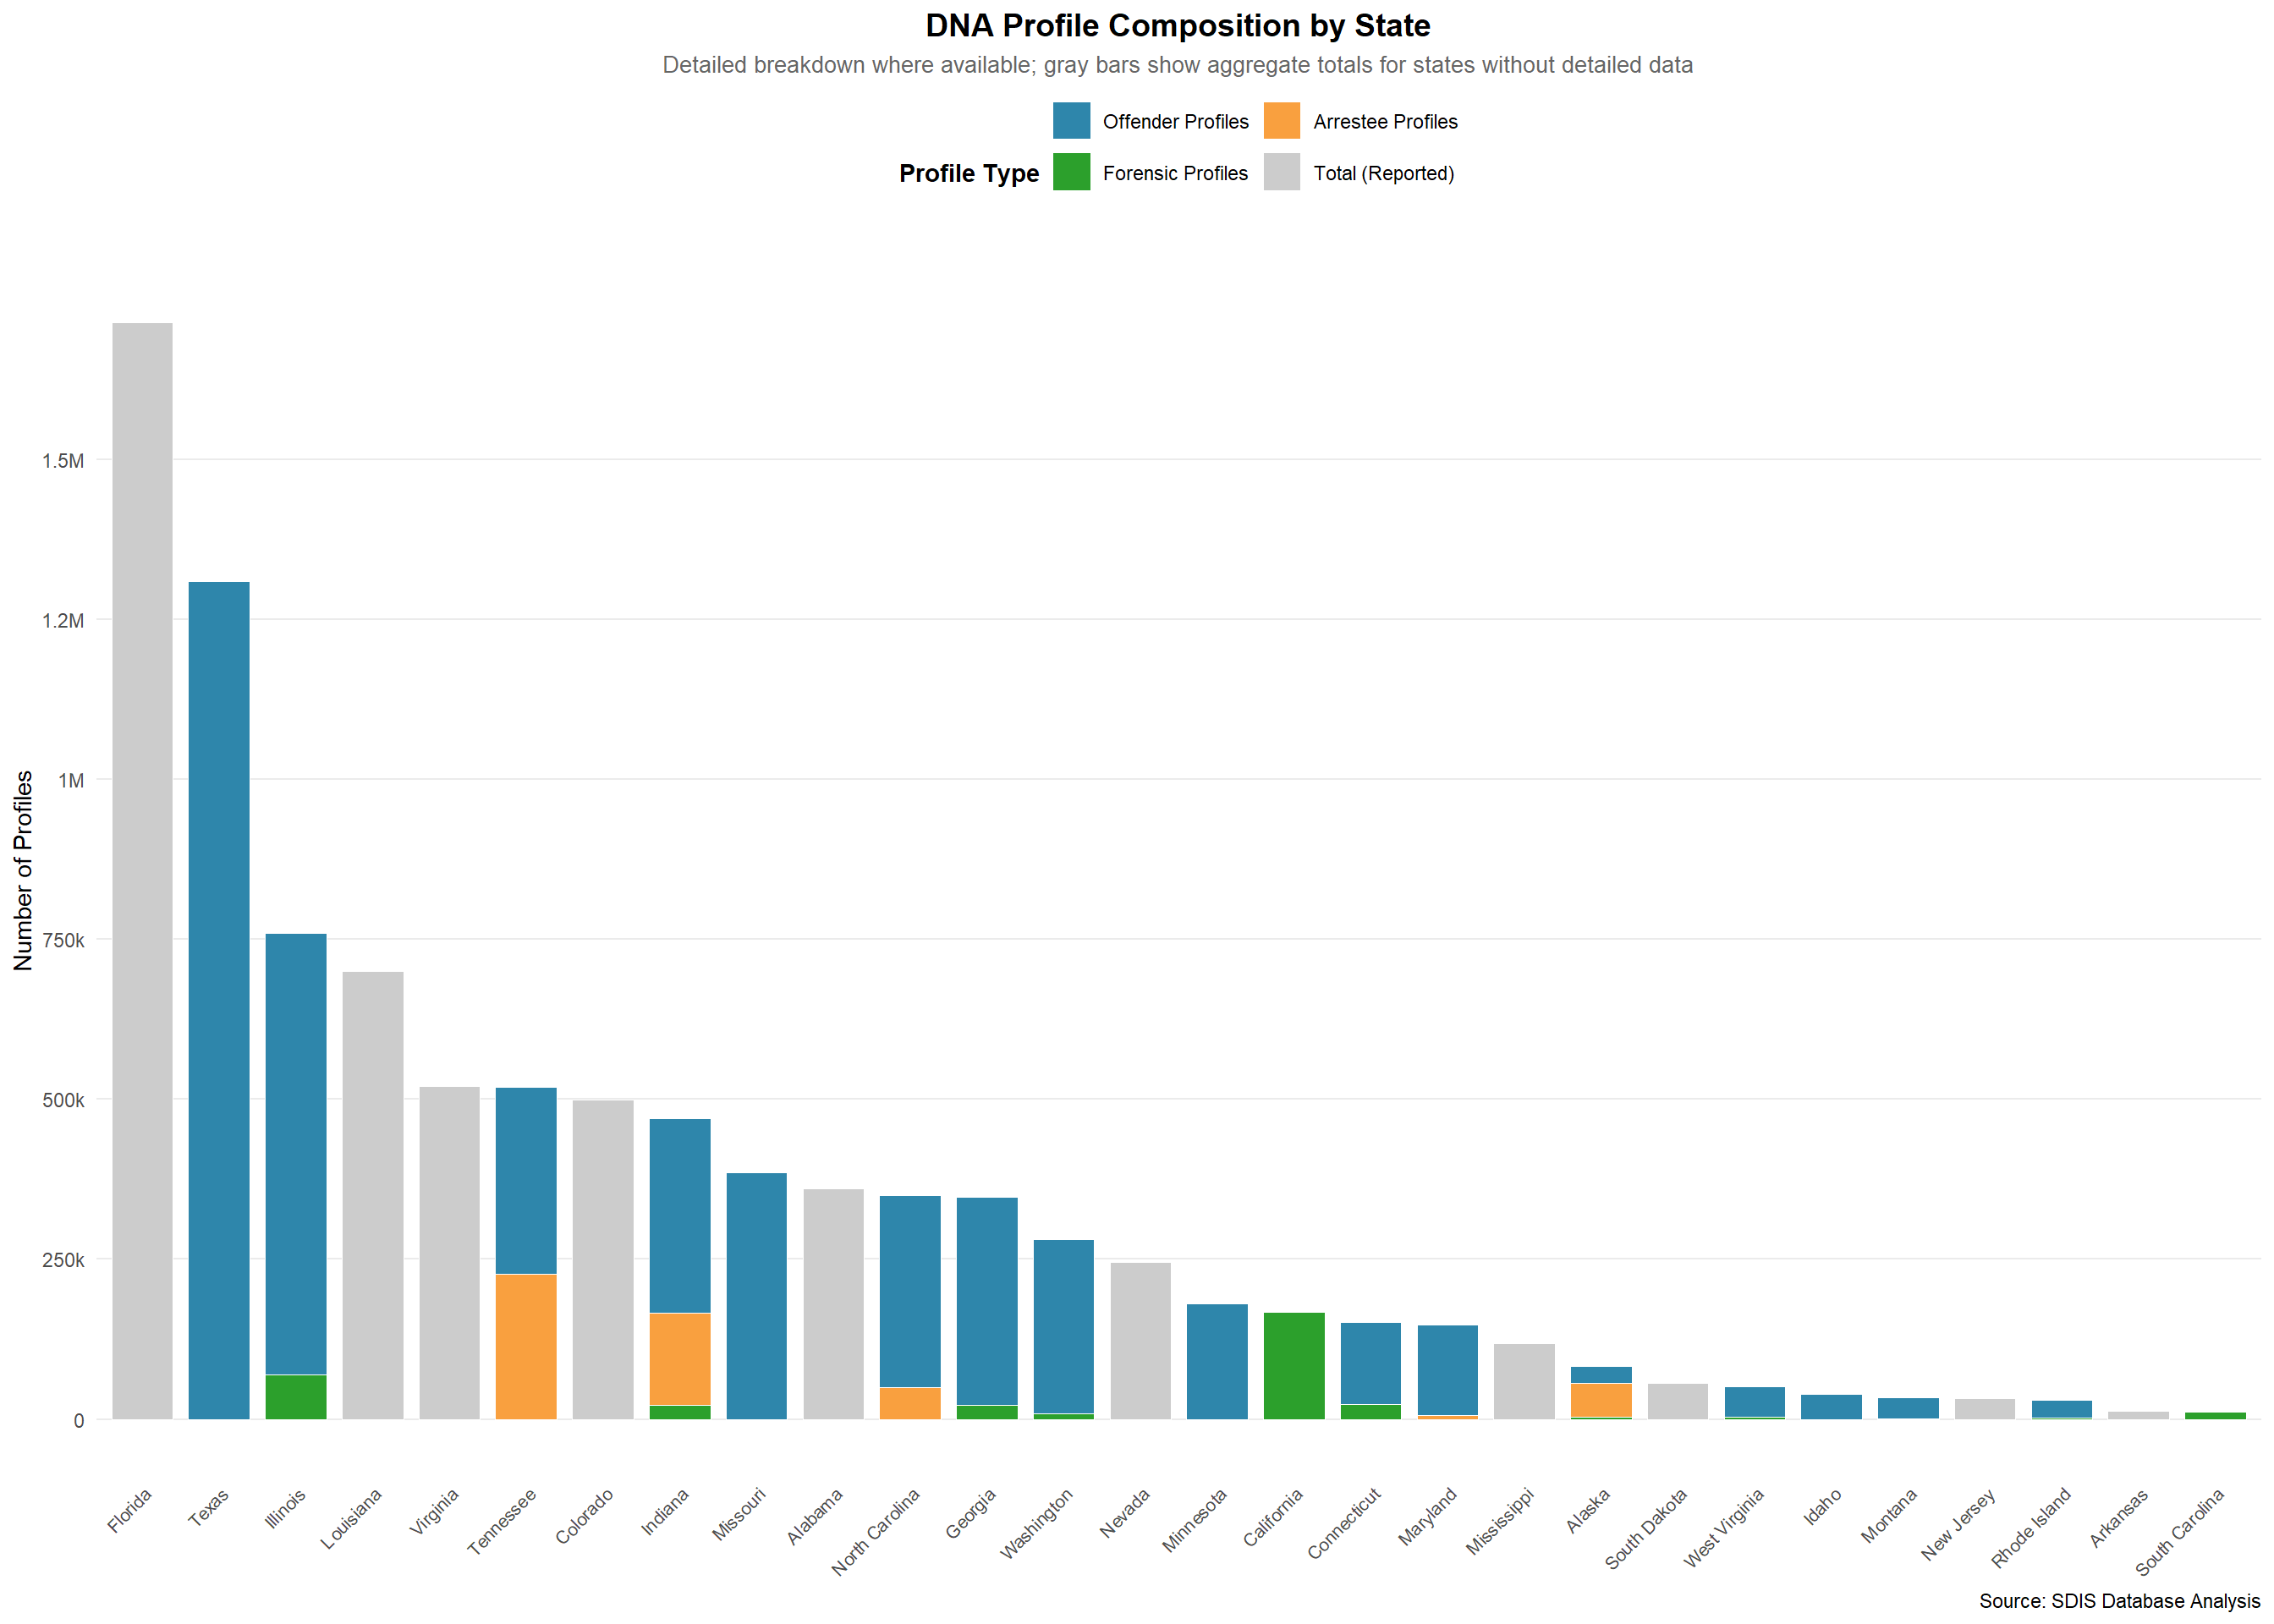 DNA Profile Composition by State
Detailed breakdown where available; gray bars show aggregate totals for states without detailed data
Profile Type
Offender Profiles
Arrestee Profiles
Forensic Profiles
Total (Reported)
Number of Profiles
1.5M
1.2M
1M
750k
500k
250k
0
Florida
Texas
Illinois
Louisiana
Virginia
Tennessee
Colorado
Indiana
Missouri
Alabama
North Carolina
Georgia
Washington
Nevada
Minnesota
California
Connecticut
Maryland
Mississippi
Alaska
South Dakota
West Virginia
Idaho
Montana
New Jersey
Rhode Island
Arkansas
South Carolina
Source: SDIS Database Analysis